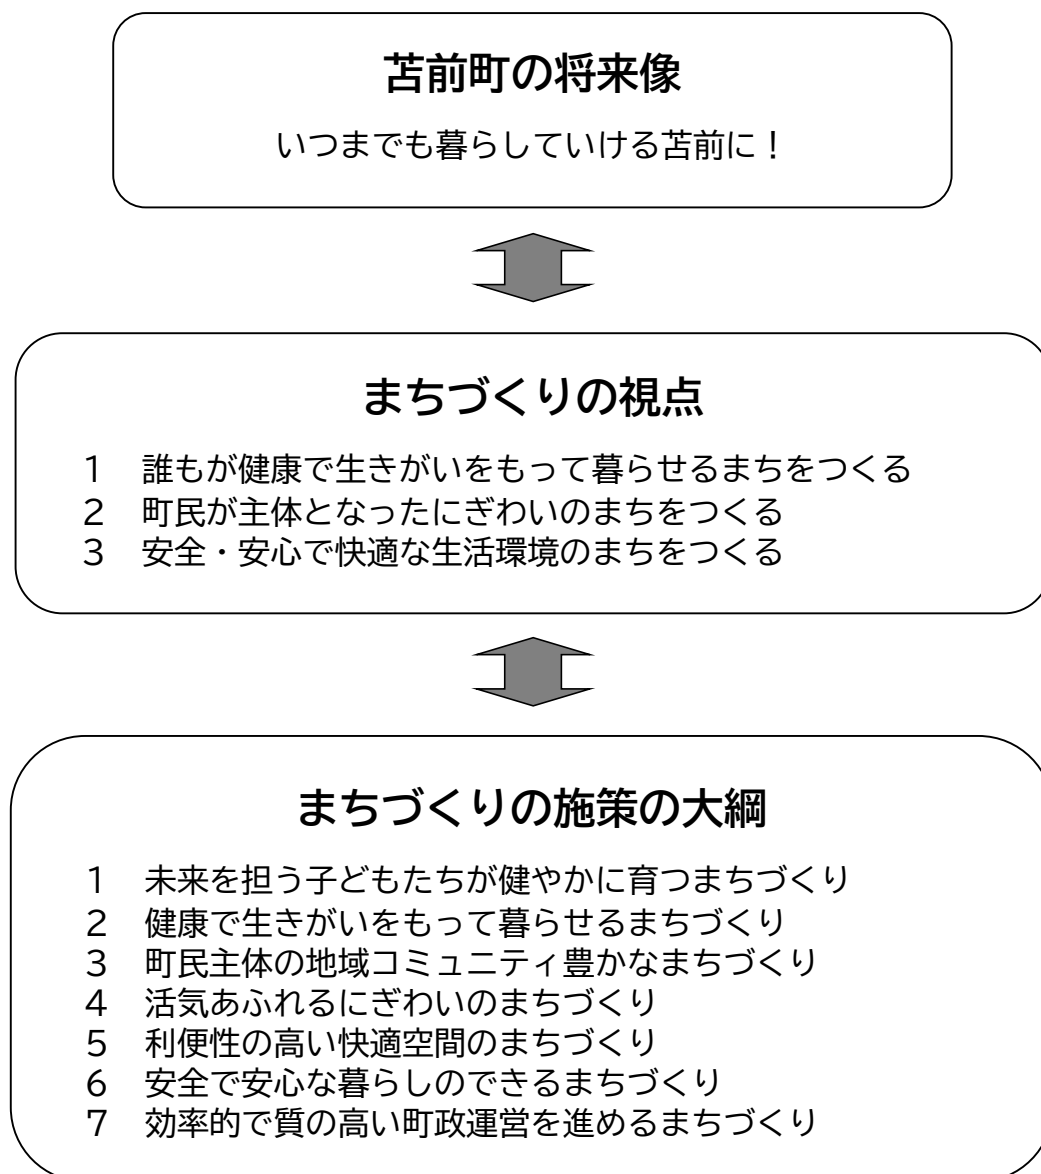 苫前町の将来像
いつまでも暮らしていける苫前に！
まちづくりの視点
1　誰もが健康で生きがいをもって暮らせるまちをつくる
2　町民が主体となったにぎわいのまちをつくる
3　安全・安心で快適な生活環境のまちをつくる
まちづくりの施策の大綱
1　未来を担う子どもたちが健やかに育つまちづくり
2　健康で生きがいをもって暮らせるまちづくり
3　町民主体の地域コミュニティ豊かなまちづくり
4　活気あふれるにぎわいのまちづくり
5　利便性の高い快適空間のまちづくり
6　安全で安心な暮らしのできるまちづくり
7　効率的で質の高い町政運営を進めるまちづくり